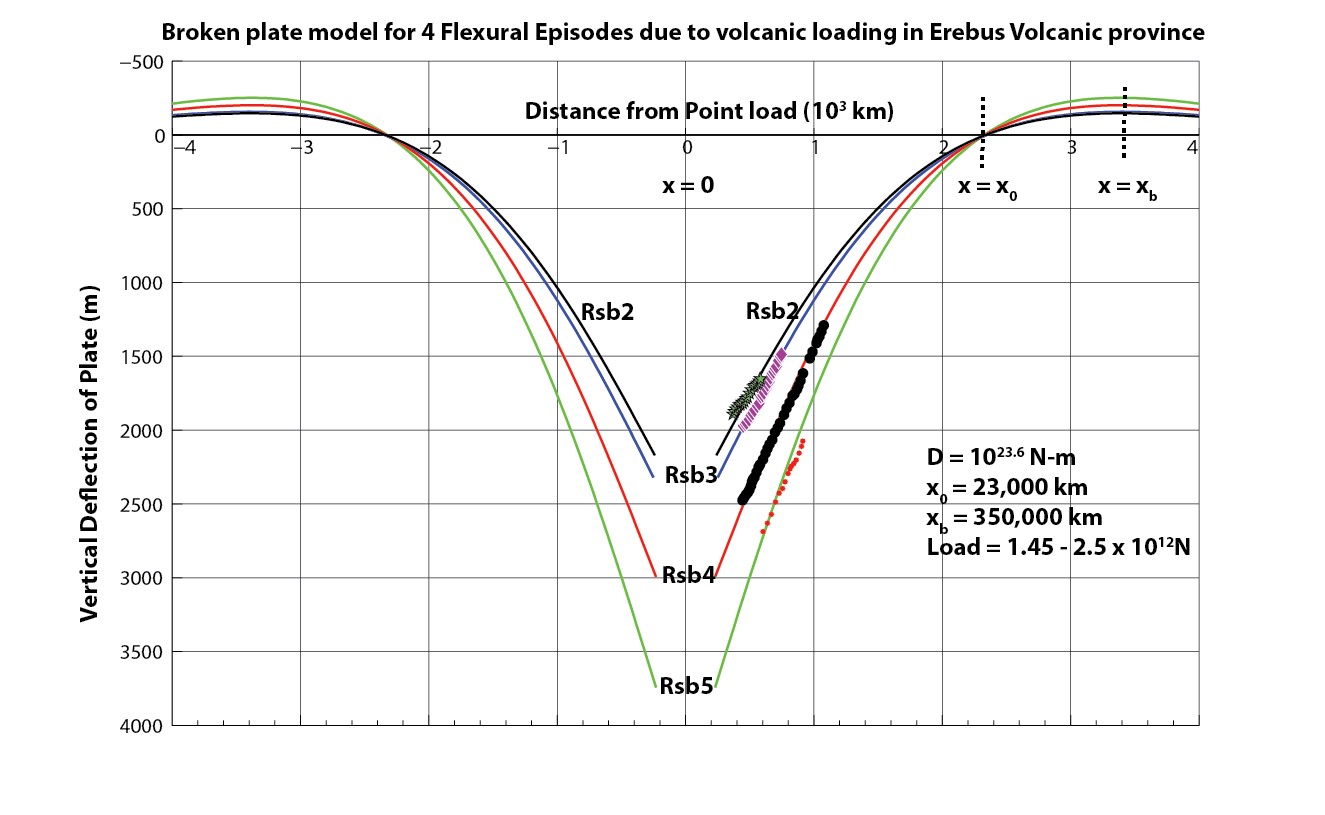 Broken plate model for 4 Flexural Episodes due to volcanic loading in Erebus Volcanic province
−500
Distance from Point load (10³ km)
0
−4 −3 −2 −1 0 1 2 3 4
x = 0 x = x₀ x = x_b
500
1000
Rsb2 Rsb2
1500
2000
Rsb3
2500
3000
Rsb4
3500
Rsb5
4000
Vertical Deflection of Plate (m)
D = 10²³·⁶ N-m
x₀ = 23,000 km
x_b = 350,000 km
Load = 1.45 - 2.5 x 10¹²N